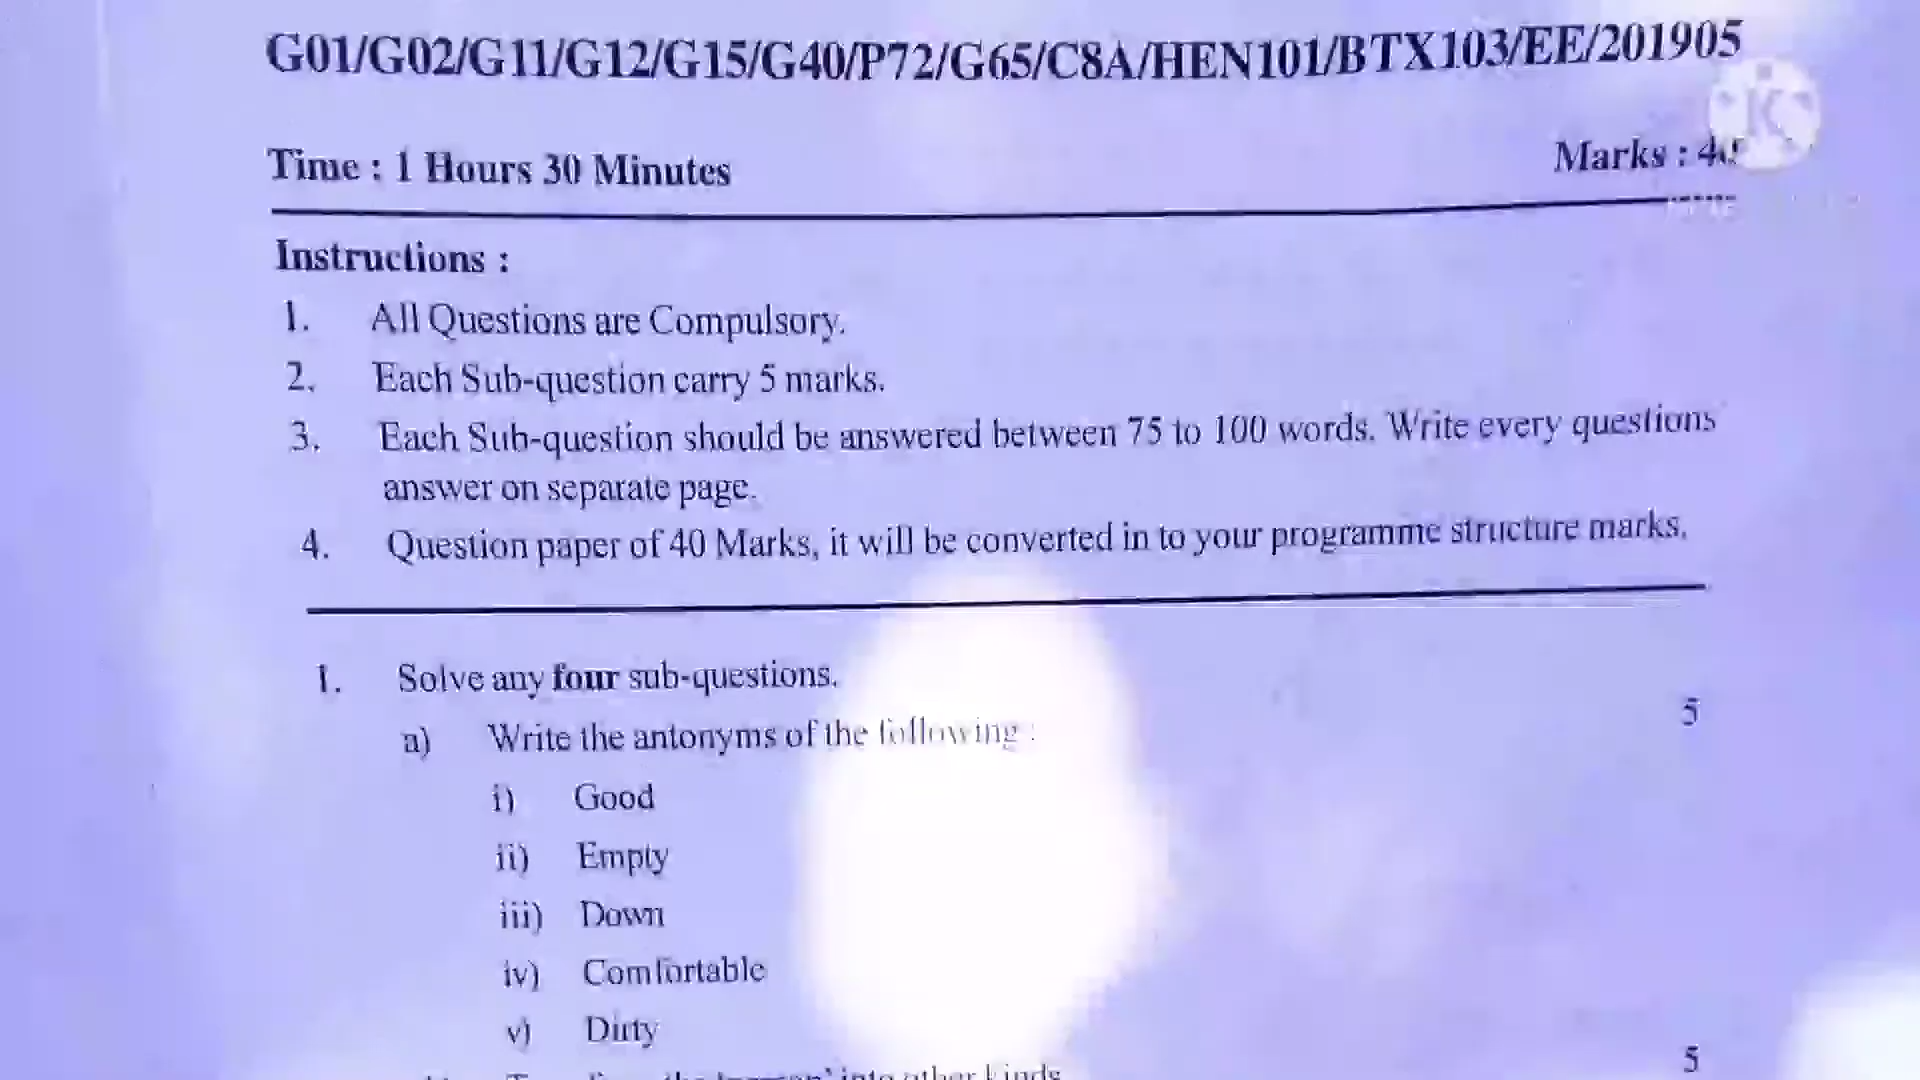 G01/G02/G11/G12/G15/G40/P72/G65/C8A/HEN101/BTX103/EE/201905
Time : 1 Hours 30 Minutes
Marks :
Instructions :
1. All Questions are Compulsory.
2. Each Sub-question carry 5 marks.
3. Each Sub-question should be answered between 75 to 100 words. Write every questions
answer on separate page.
4. Question paper of 40 Marks, it will be converted in to your programme structure marks.
1. Solve any four sub-questions.
a) Write the antonyms of the following : 5
i) Good
ii) Empty
iii) Down
iv) Comfortable
v) Dirty
into other kinds 5